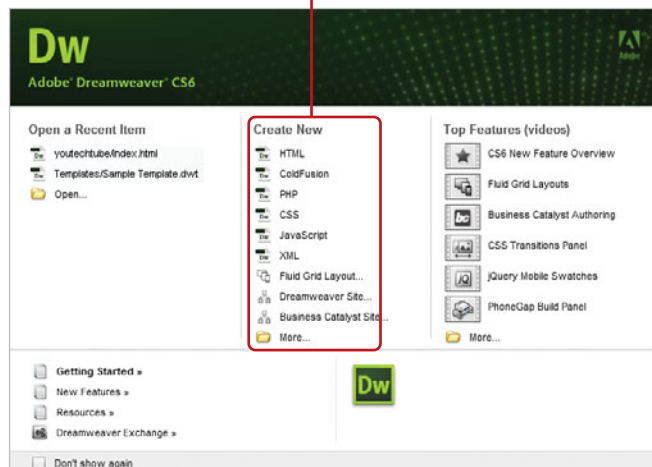 Dw
Adobe® Dreamweaver® CS6
Adobe
Open a Recent Item
youtechtube/index.html
Templates/Sample Template.dwt
Open...
Create New
HTML
ColdFusion
PHP
CSS
JavaScript
XML
Fluid Grid Layout...
Dreamweaver Site...
Business Catalyst Site...
More...
Top Features (videos)
CS6 New Feature Overview
Fluid Grid Layouts
Business Catalyst Authoring
CSS Transitions Panel
jQuery Mobile Swatches
PhoneGap Build Panel
More...
Getting Started »
New Features »
Resources »
Dreamweaver Exchange »
Dw
Don't show again